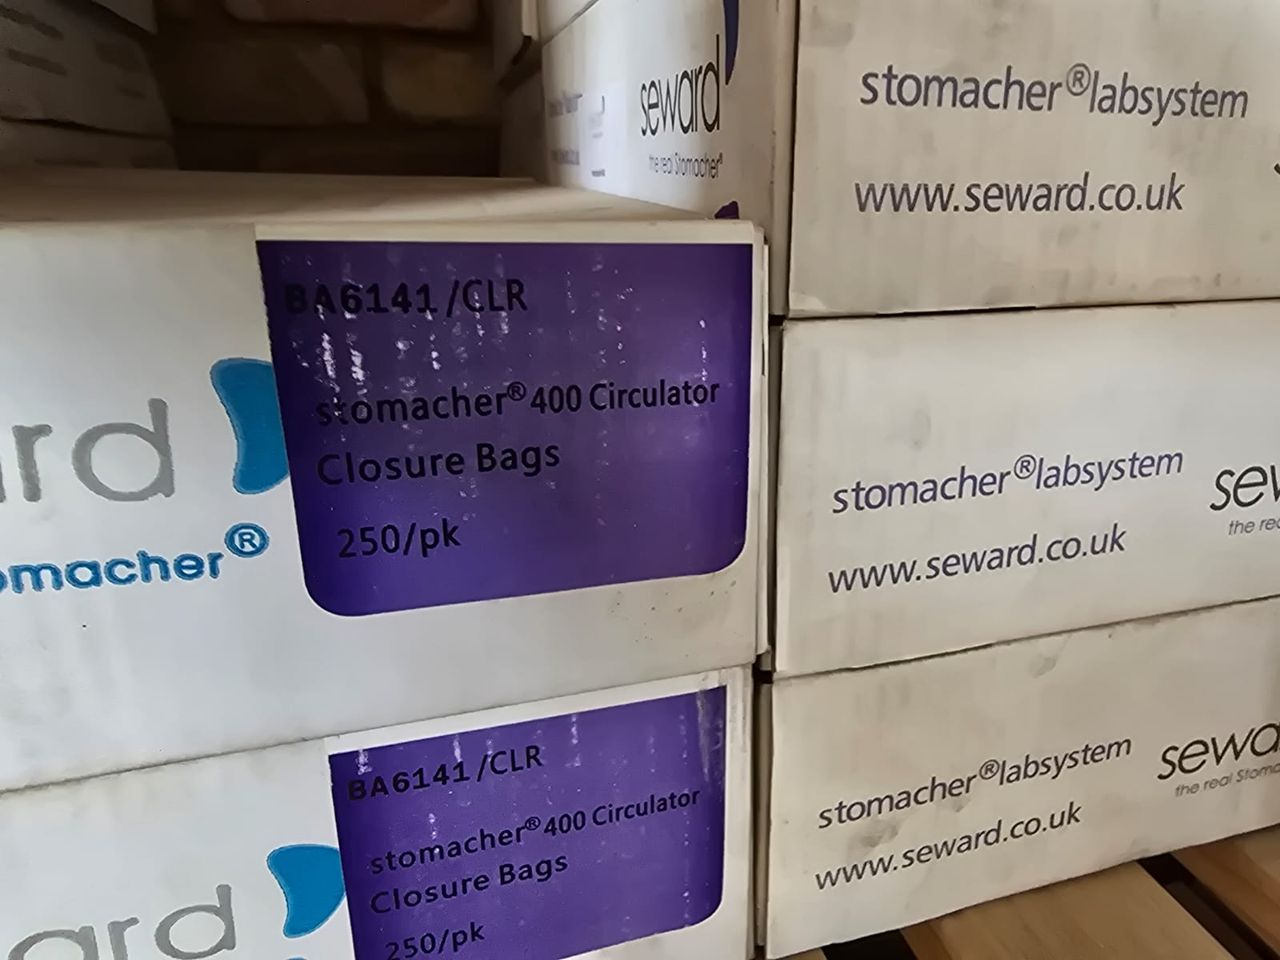 seward
the real Stomacher®
stomacher®labsystem
www.seward.co.uk
BA6141/CLR
stomacher®400 Circulator
Closure Bags
250/pk
stomacher®labsystem
www.seward.co.uk
BA6141/CLR
stomacher®400 Circulator
Closure Bags
250/pk
stomacher®labsystem
www.seward.co.uk